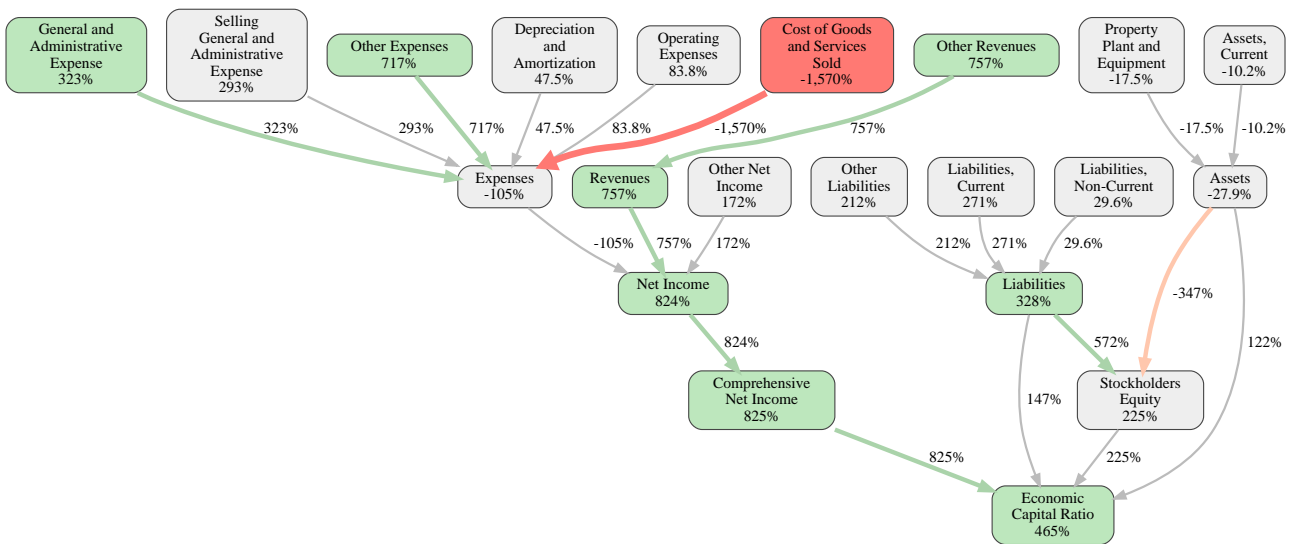 General and
Administrative
Expense
323%
Selling
General and
Administrative
Expense
293%
Other Expenses
717%
Depreciation
and
Amortization
47.5%
Operating
Expenses
83.8%
Cost of Goods
and Services
Sold
-1,570%
Other Revenues
757%
Property
Plant and
Equipment
-17.5%
Assets,
Current
-10.2%
323%
293%
717%
47.5%
83.8%
-1,570%
757%
-17.5%
-10.2%
Expenses
-105%
Revenues
757%
Other Net
Income
172%
Other
Liabilities
212%
Liabilities,
Current
271%
Liabilities,
Non-Current
29.6%
Assets
-27.9%
-105%
757%
172%
212%
271%
29.6%
Net Income
824%
Liabilities
328%
-347%
824%
572%
122%
Comprehensive
Net Income
825%
147%
Stockholders
Equity
225%
825%
225%
Economic
Capital Ratio
465%